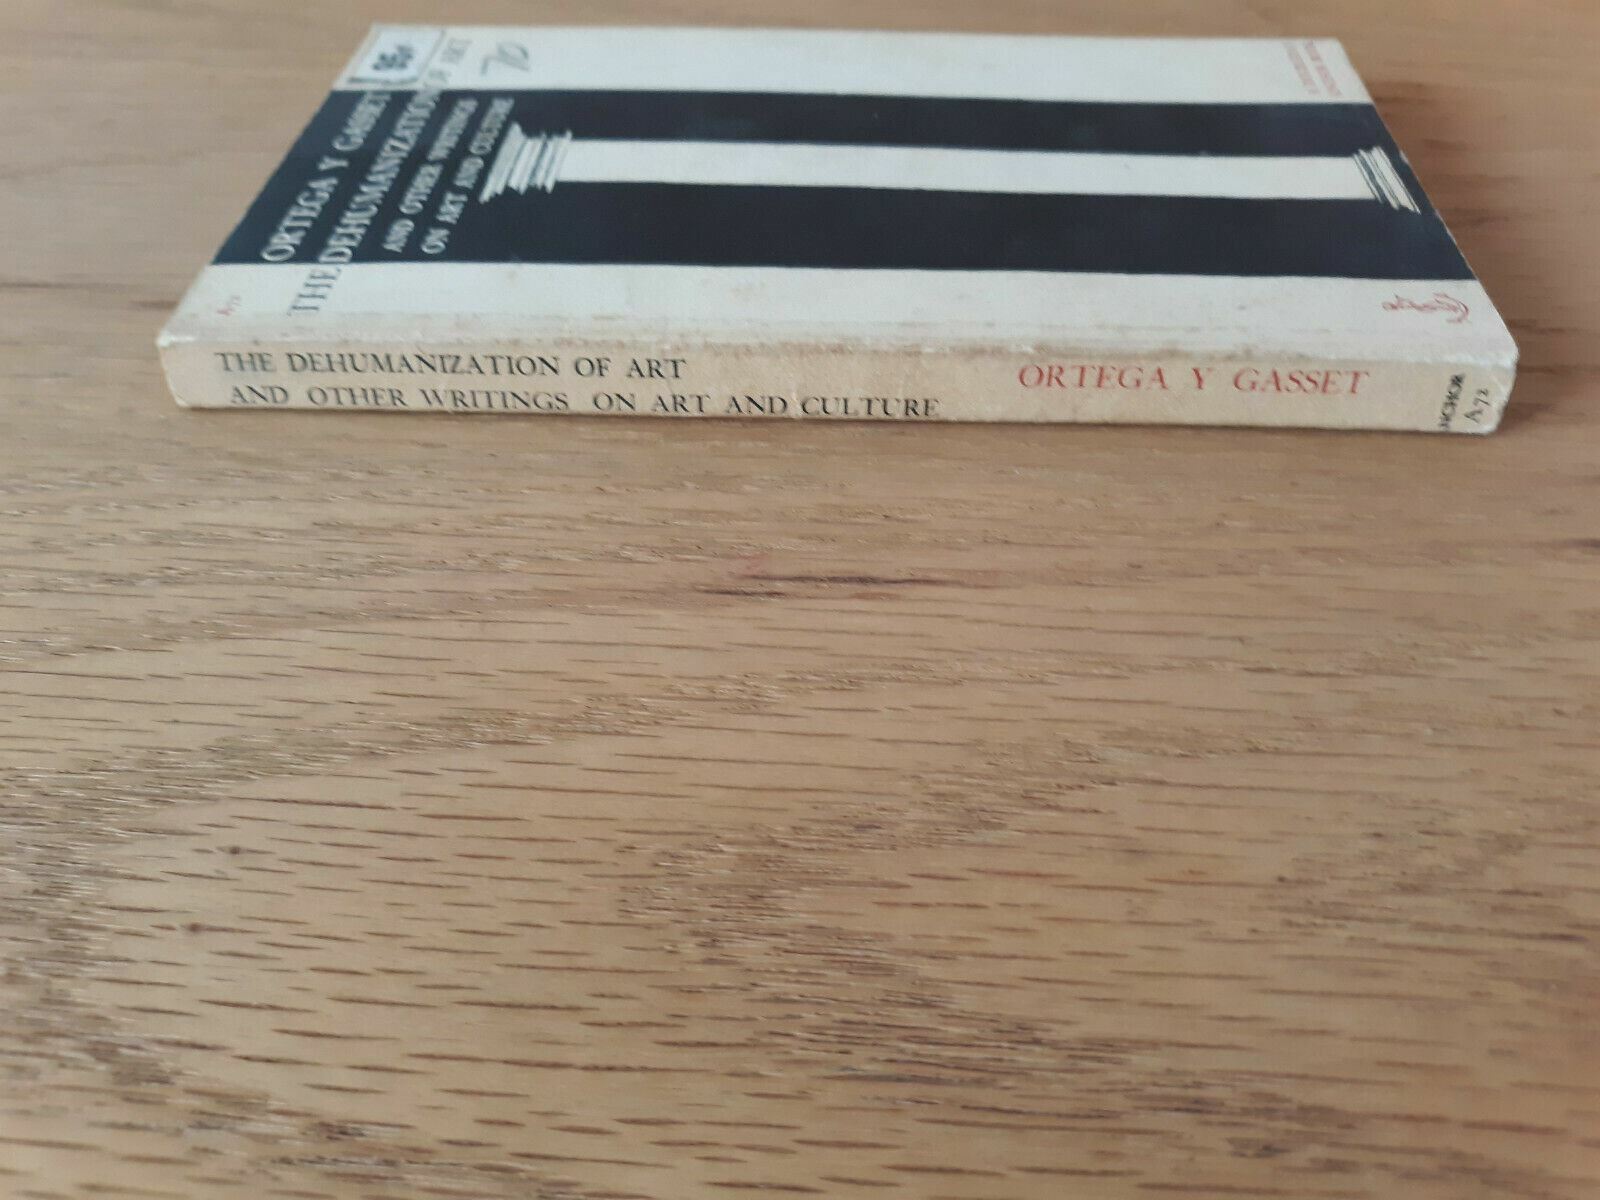 ORTEGA Y GASSET
THE DEHUMANIZATION OF ART
AND OTHER WRITINGS
ON ART AND CULTURE
A72
THE DEHUMANIZATION OF ART
AND OTHER WRITINGS ON ART AND CULTURE
ORTEGA Y GASSET
ANCHOR
A72